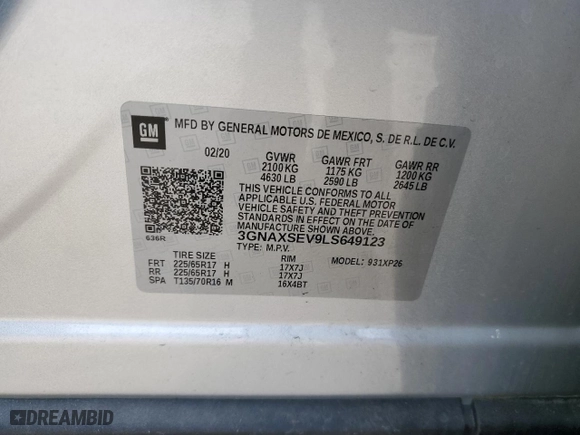 GM
MFD BY GENERAL MOTORS DE MEXICO, S. DE R.L. DE C.V.
02/20 GVWR GAWR FRT GAWR RR
2100 KG 1175 KG 1200 KG
4630 LB 2590 LB 2645 LB
THIS VEHICLE CONFORMS TO ALL
APPLICABLE U.S. FEDERAL MOTOR
VEHICLE SAFETY AND THEFT PREVENTION
STANDARDS IN EFFECT ON THE DATE OF
MANUFACTURE SHOWN ABOVE.
3GNAXSEV9LS649123
636R TYPE: M.P.V. MODEL: 931XP26
TIRE SIZE RIM
FRT 225/65R17 H 17X7J
RR 225/65R17 H 17X7J
SPA T135/70R16 M 16X4BT
DREAMBID